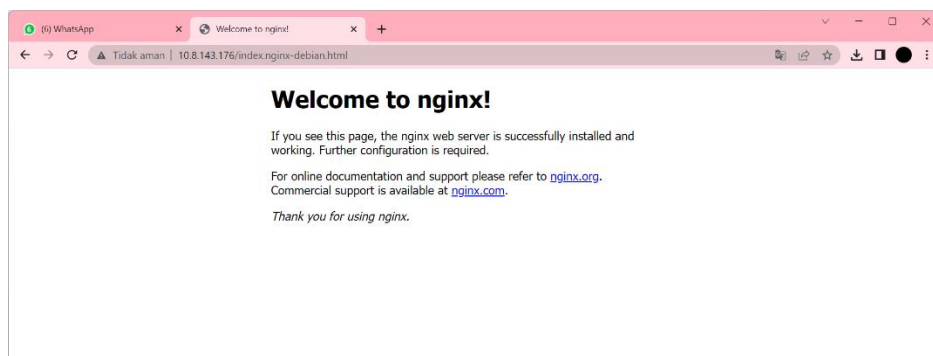 (6) WhatsApp
Welcome to nginx!
Tidak aman | 10.8.143.176/index.nginx-debian.html
Welcome to nginx!
If you see this page, the nginx web server is successfully installed and
working. Further configuration is required.
For online documentation and support please refer to nginx.org.
Commercial support is available at nginx.com.
Thank you for using nginx.